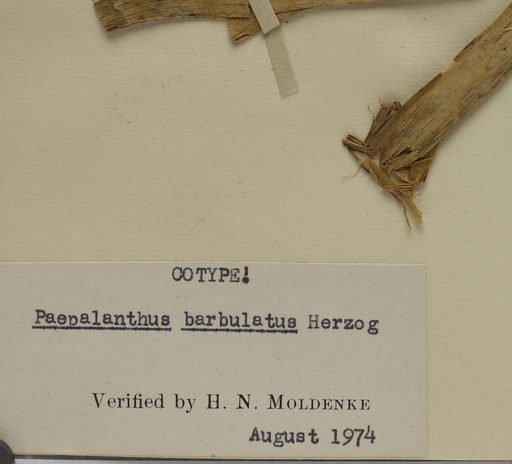 COTYPE!
Paepalanthus barbulatus Herzog
Verified by H. N. MOLDENKE
August 1974